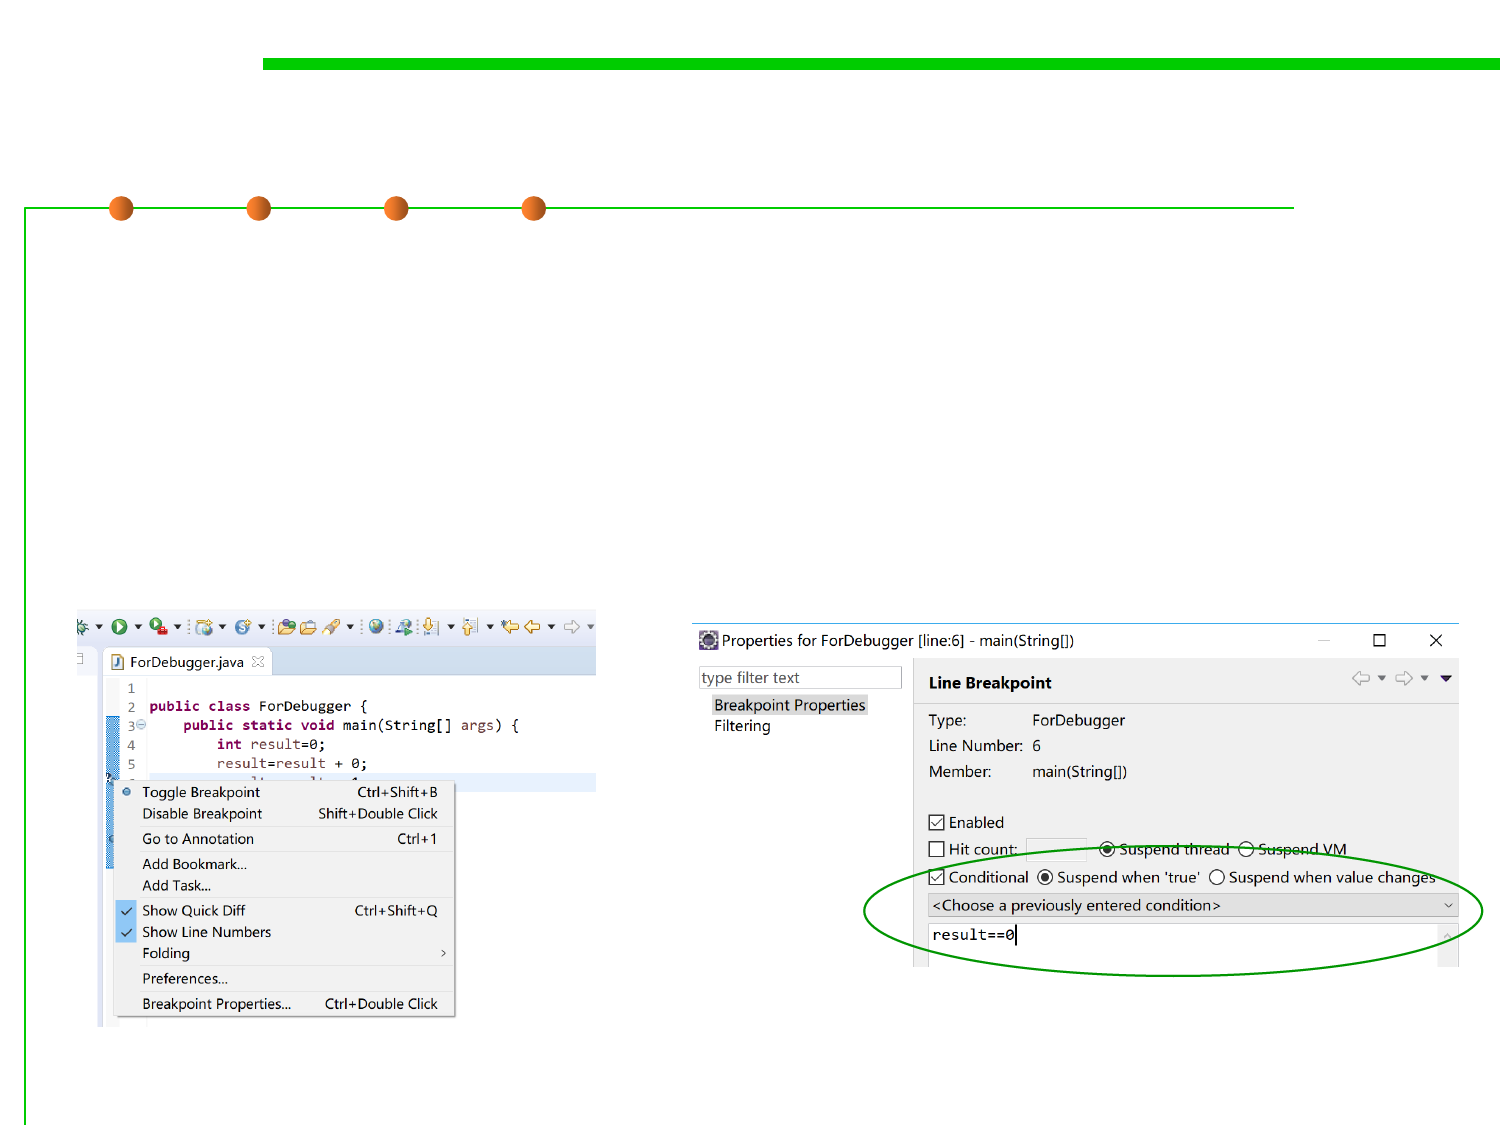 ForDebugger.java
1
2 public class ForDebugger {
3 public static void main(String[] args) {
4 int result=0;
5 result=result + 0;
Toggle Breakpoint Ctrl+Shift+B
Disable Breakpoint Shift+Double Click
Go to Annotation Ctrl+1
Add Bookmark...
Add Task...
Show Quick Diff Ctrl+Shift+Q
Show Line Numbers
Folding
Preferences...
Breakpoint Properties... Ctrl+Double Click
Properties for ForDebugger [line:6] - main(String[])
type filter text
Breakpoint Properties
Filtering
Line Breakpoint
Type: ForDebugger
Line Number: 6
Member: main(String[])
Enabled
Hit count: Suspend thread Suspend VM
Conditional Suspend when 'true' Suspend when value changes
<Choose a previously entered condition>
result==0